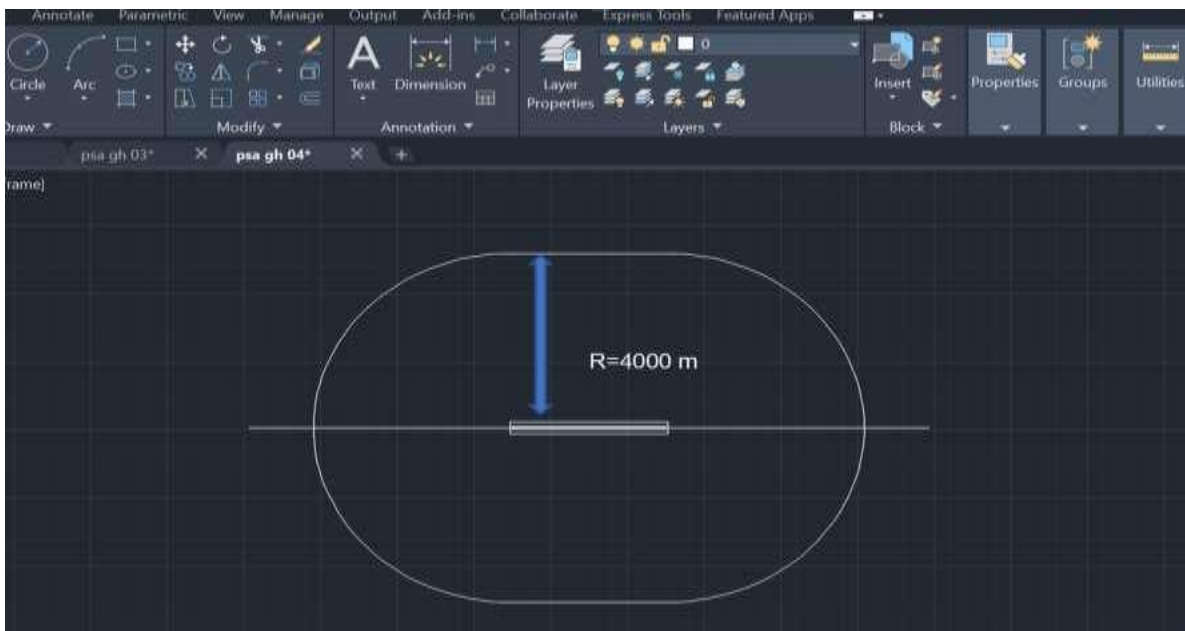 Annotate Parametric View Manage Output Add-ins Collaborate Express Tools Featured Apps
Circle Arc Text Dimension Layer Properties 0 Insert Properties Groups Utilities
Draw Modify Annotation Layers Block
psa gh 03* psa gh 04*
rame]
R=4000 m